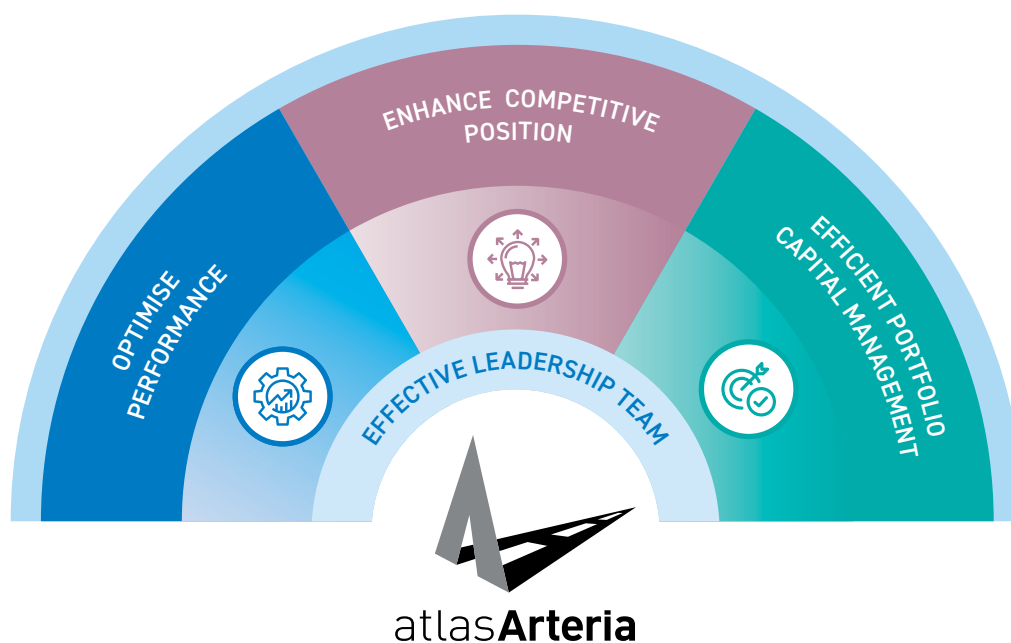 OPTIMISE
PERFORMANCE
ENHANCE COMPETITIVE
POSITION
EFFICIENT PORTFOLIO
CAPITAL MANAGEMENT
EFFECTIVE LEADERSHIP TEAM
atlasArteria